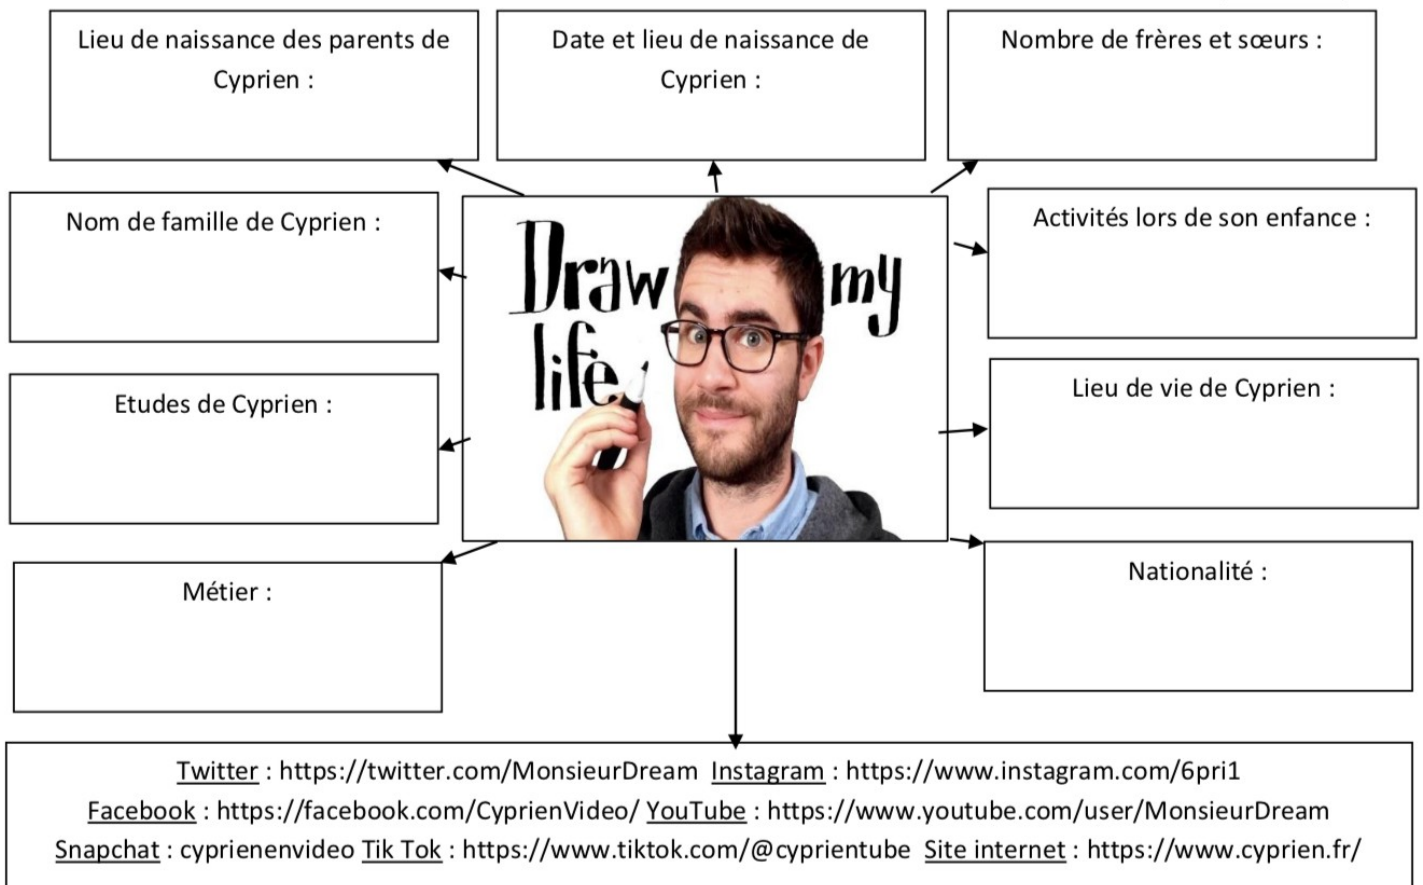 Lieu de naissance des parents de
Cyprien :
Date et lieu de naissance de
Cyprien :
Nombre de frères et sœurs :
Nom de famille de Cyprien :
Draw my
life
Activités lors de son enfance :
Etudes de Cyprien :
Lieu de vie de Cyprien :
Métier :
Nationalité :
Twitter : https://twitter.com/MonsieurDream Instagram : https://www.instagram.com/6pri1
Facebook : https://facebook.com/CyprienVideo/ YouTube : https://www.youtube.com/user/MonsieurDream
Snapchat : cyprienenvideo Tik Tok : https://www.tiktok.com/@cyprientube Site internet : https://www.cyprien.fr/